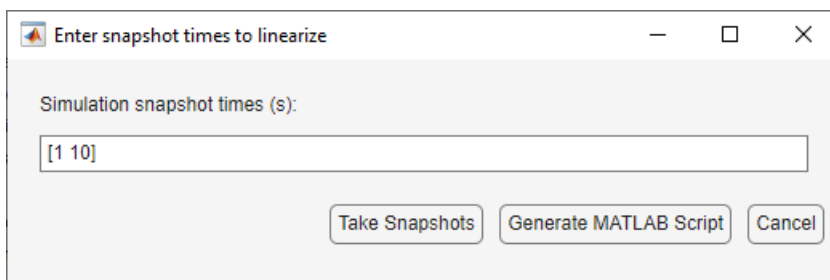 Enter snapshot times to linearize
Simulation snapshot times (s):
[1 10]
Take Snapshots Generate MATLAB Script Cancel